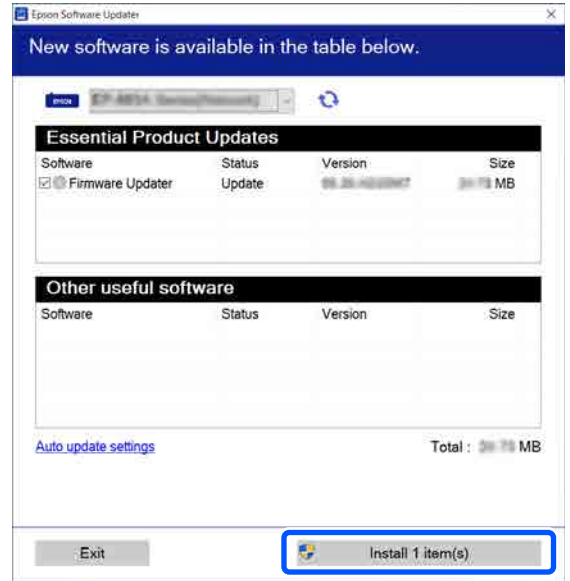 Epson Software Updater
New software is available in the table below.
EPSON
Essential Product Updates
Software Status Version Size
Firmware Updater Update MB
Other useful software
Software Status Version Size
Auto update settings Total : MB
Exit Install 1 item(s)